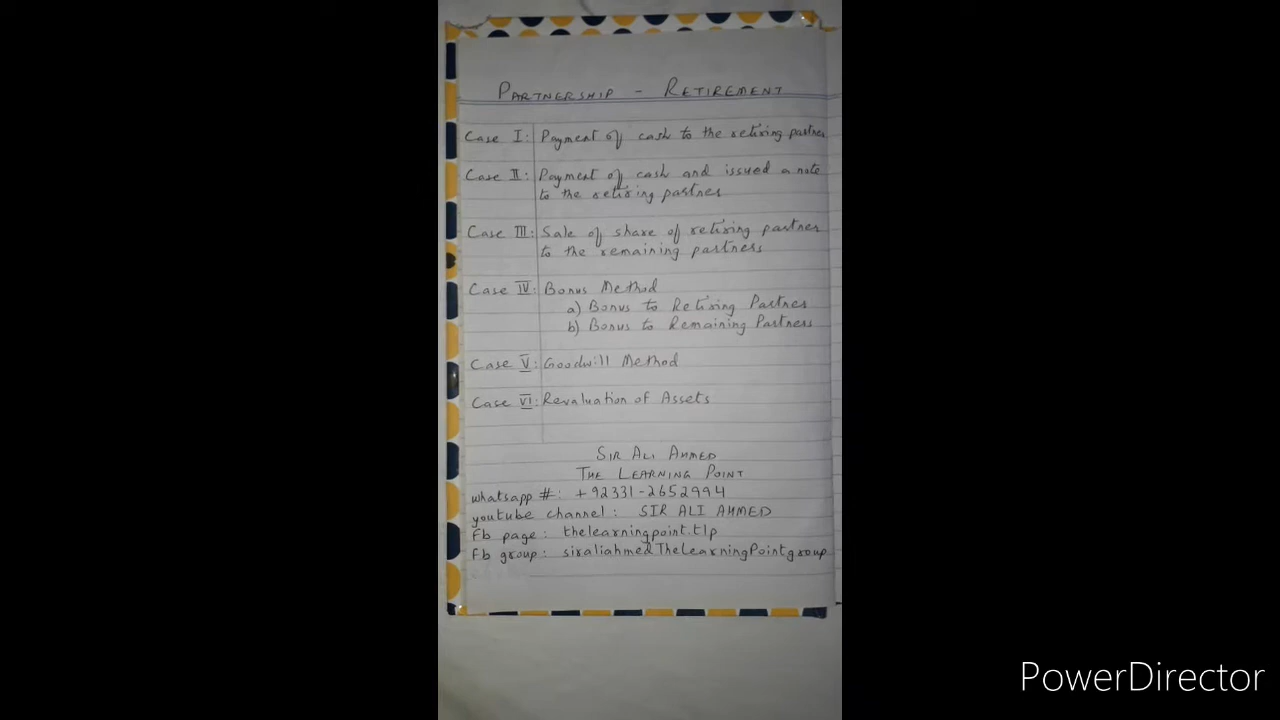 PARTNERSHIP - RETIREMENT
Case I: Payment of cash to the retiring partner
Case II: Payment of cash and issued a note
to the retiring partner
Case III: Sale of share of retiring partner
to the remaining partners
Case IV: Bonus Method
a) Bonus to Retiring Partner
b) Bonus to Remaining Partners
Case V: Goodwill Method
Case VI: Revaluation of Assets
SIR ALI AHMED
THE LEARNING POINT
whatsapp #: +92331-2652994
youtube channel: SIR ALI AHMED
Fb page: thelearningpoint.tlp
Fb group: siraliahmedTheLearningPointgroup
PowerDirector